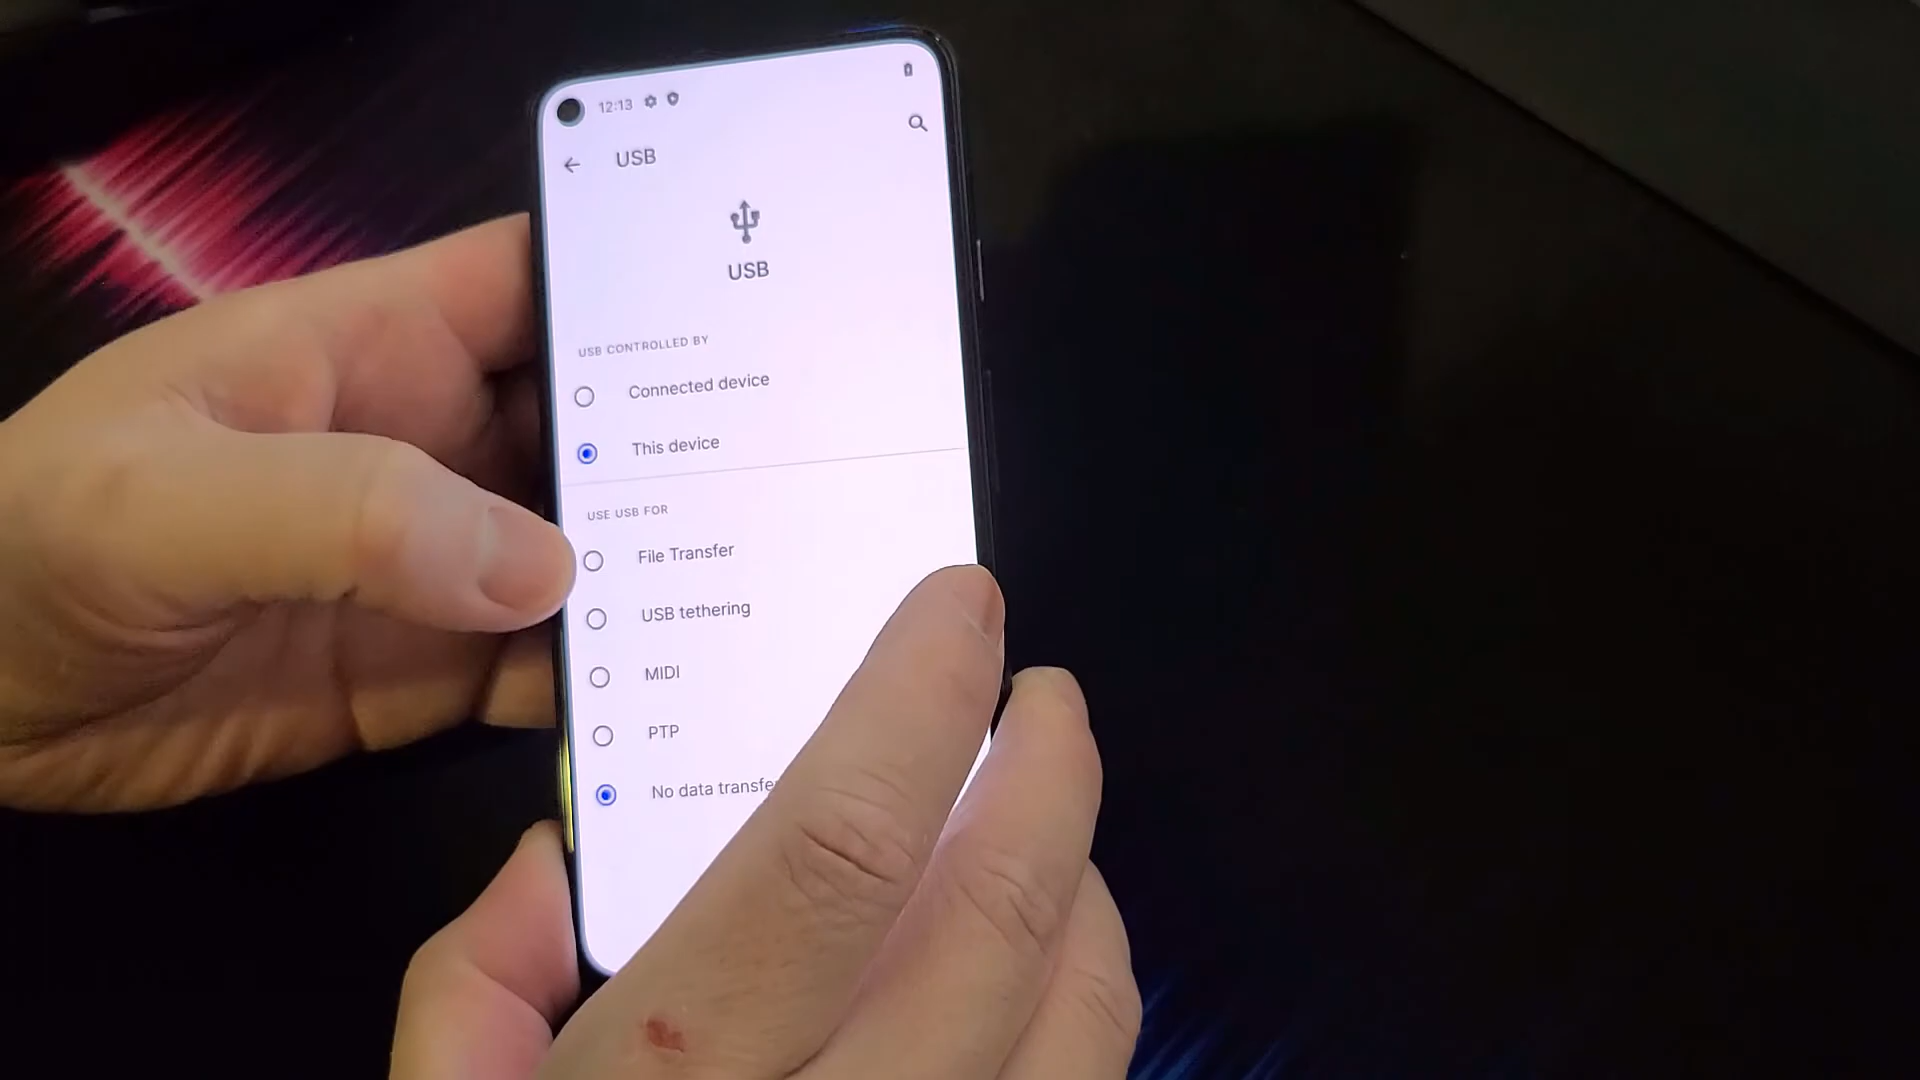 12:13
USB
USB
USB CONTROLLED BY
Connected device
This device
USE USB FOR
File Transfer
USB tethering
MIDI
PTP
No data transfe